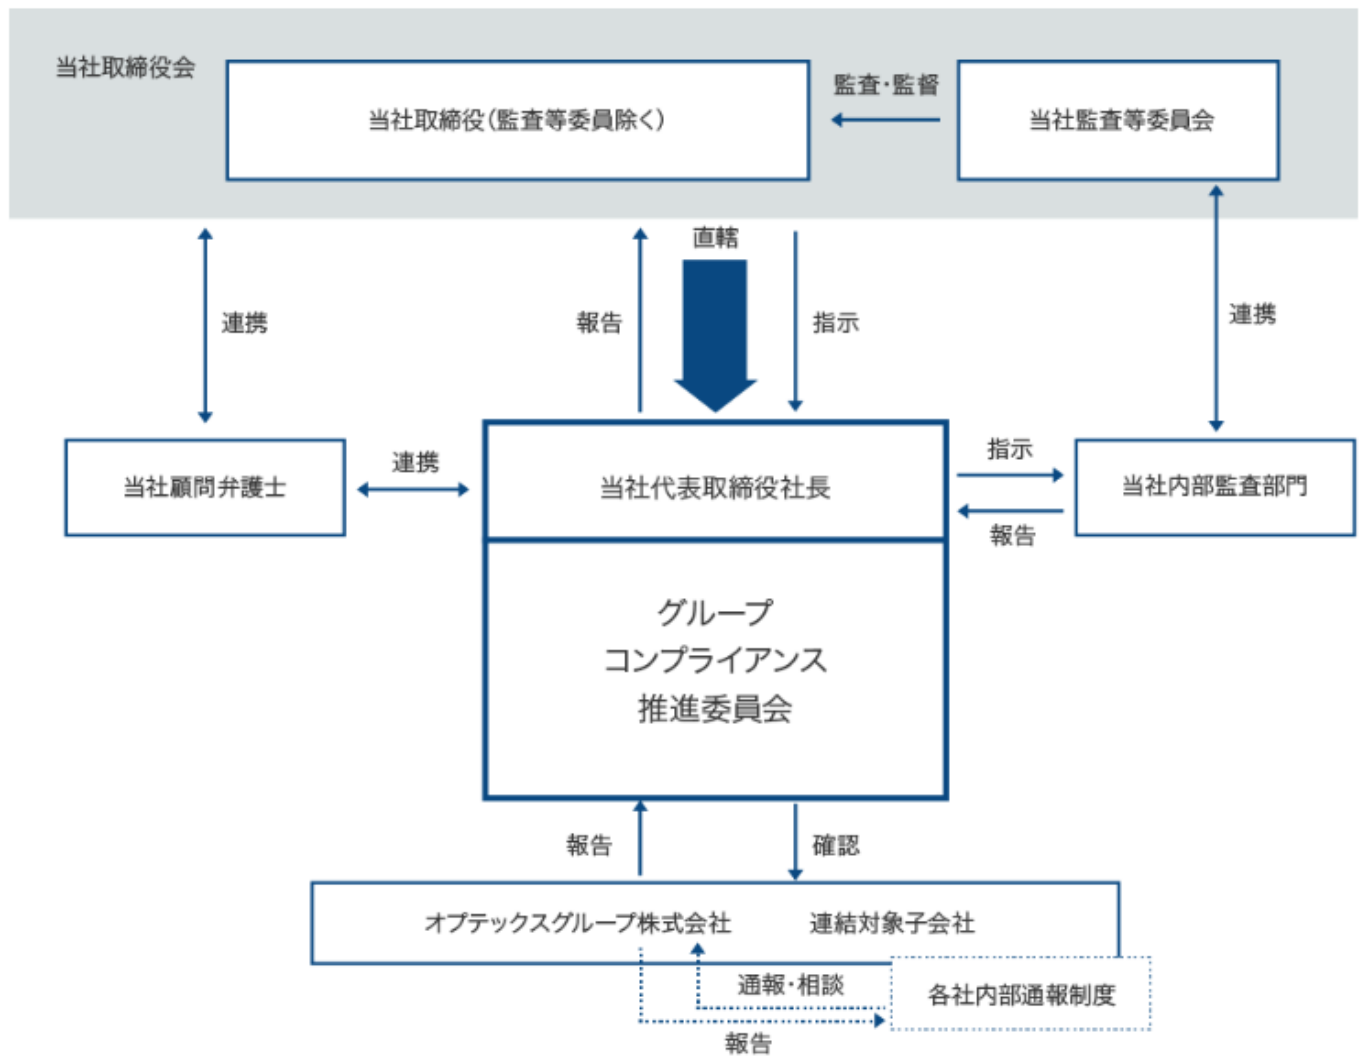 当社取締役会
当社取締役（監査等委員除く）
監査・監督
当社監査等委員会
直轄
連携
報告
指示
連携
当社顧問弁護士
連携
当社代表取締役社長
指示
報告
当社内部監査部門
グループ
コンプライアンス
推進委員会
報告
確認
オプテックスグループ株式会社
連結対象子会社
通報・相談
各社内部通報制度
報告